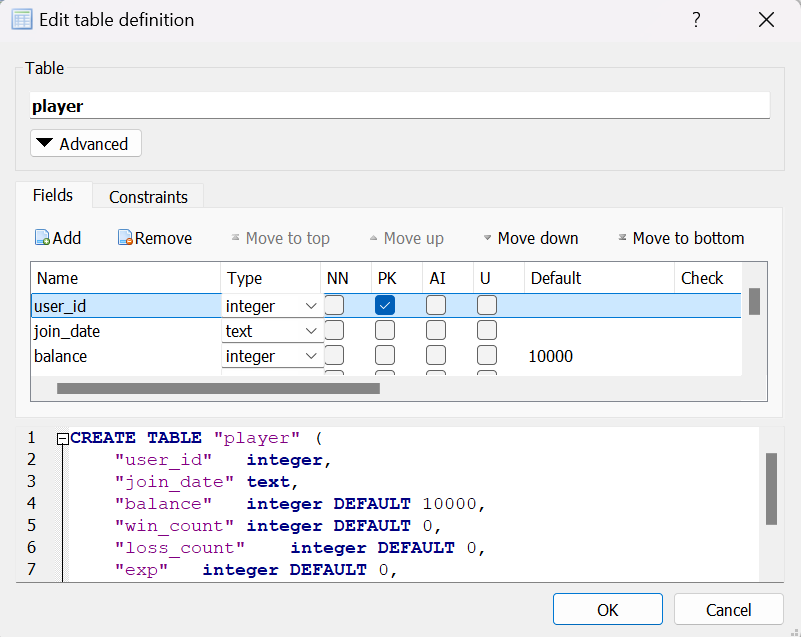 Edit table definition ?
Table
player
Advanced
Fields Constraints
Add Remove Move to top Move up Move down Move to bottom
Name Type NN PK AI U Default Check
user_id integer
join_date text
balance integer 10000
1 CREATE TABLE "player" (
2 "user_id" integer,
3 "join_date" text,
4 "balance" integer DEFAULT 10000,
5 "win_count" integer DEFAULT 0,
6 "loss_count" integer DEFAULT 0,
7 "exp" integer DEFAULT 0,
OK Cancel